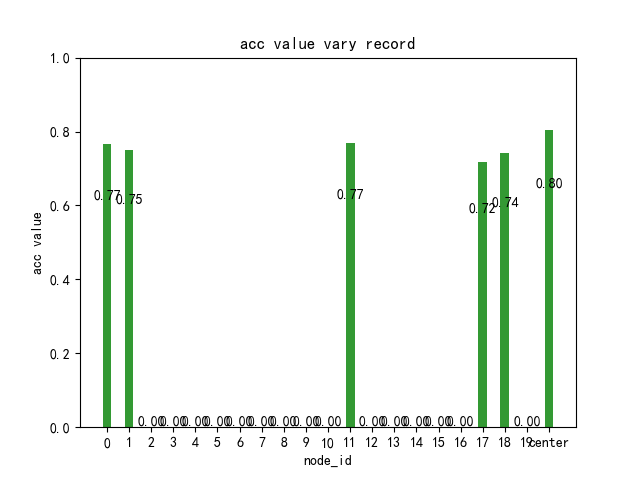 acc value vary record
1.0
0.8
0.6
0.4
0.2
0.0
acc value
0.77 0.75 0.00 0.00 0.00 0.00 0.00 0.00 0.00 0.00 0.00 0.77 0.00 0.00 0.00 0.00 0.00 0.72 0.74 0.00 0.80
0 1 2 3 4 5 6 7 8 9 10 11 12 13 14 15 16 17 18 19 center
node_id